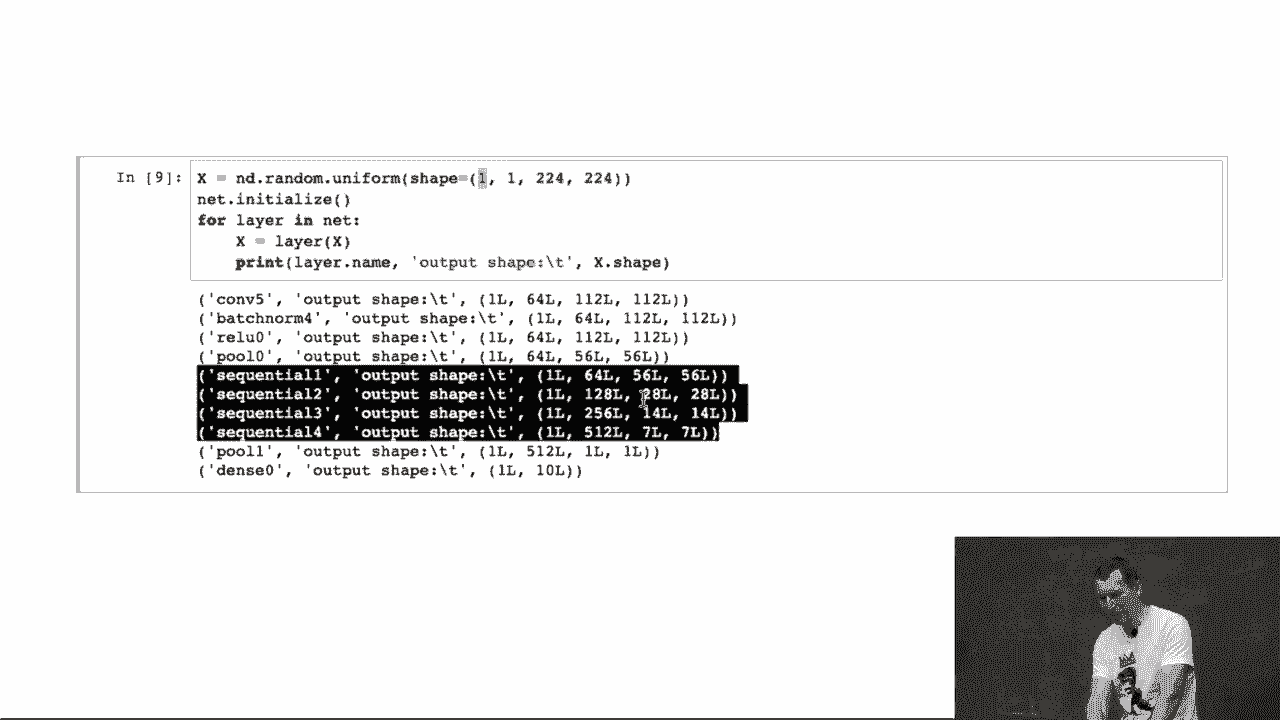 In [9]: X = nd.random.uniform(shape=(1, 1, 224, 224))
net.initialize()
for layer in net:
    X = layer(X)
    print(layer.name, 'output shape:\t', X.shape)
('conv5', 'output shape:\t', (1L, 64L, 112L, 112L))
('batchnorm4', 'output shape:\t', (1L, 64L, 112L, 112L))
('relu0', 'output shape:\t', (1L, 64L, 112L, 112L))
('pool0', 'output shape:\t', (1L, 64L, 56L, 56L))
('sequential1', 'output shape:\t', (1L, 64L, 56L, 56L))
('sequential2', 'output shape:\t', (1L, 128L, 28L, 28L))
('sequential3', 'output shape:\t', (1L, 256L, 14L, 14L))
('sequential4', 'output shape:\t', (1L, 512L, 7L, 7L))
('pool1', 'output shape:\t', (1L, 512L, 1L, 1L))
('dense0', 'output shape:\t', (1L, 10L))